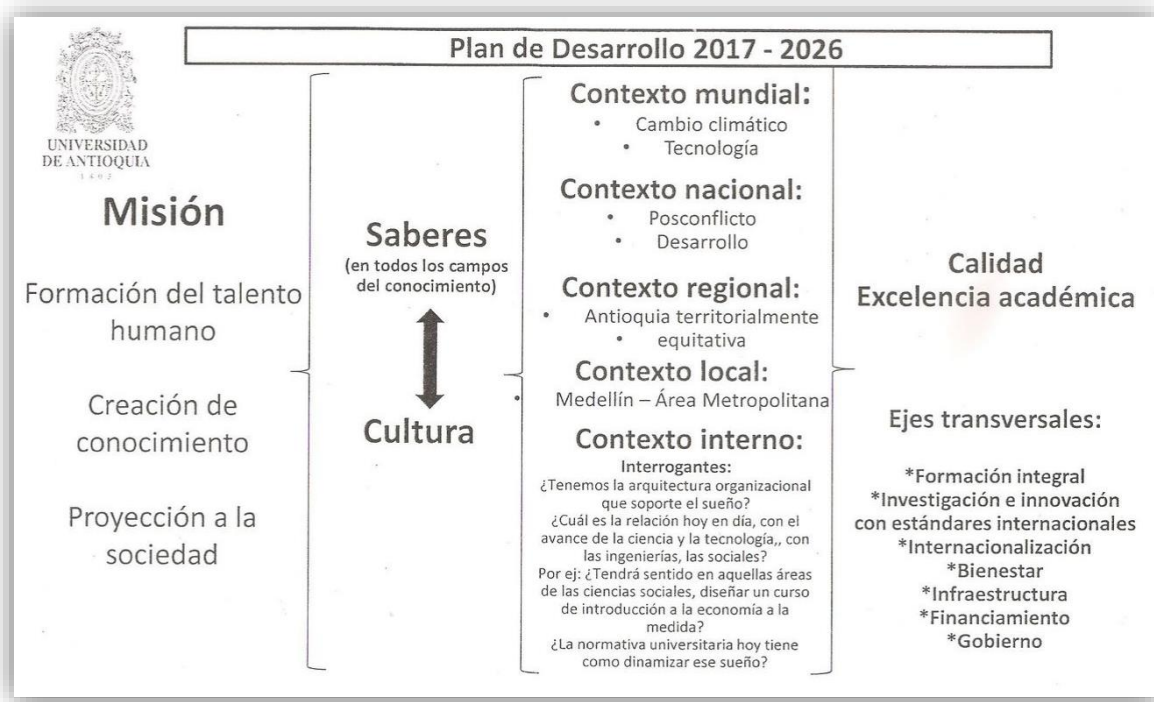 Plan de Desarrollo 2017 - 2026
UNIVERSIDAD
DE ANTIOQUIA
1803
Misión
Formación del talento
humano
Creación de
conocimiento
Proyección a la
sociedad
Saberes
(en todos los campos
del conocimiento)
Cultura
Contexto mundial:
• Cambio climático
• Tecnología
Contexto nacional:
• Posconflicto
• Desarrollo
Contexto regional:
• Antioquia territorialmente
• equitativa
Contexto local:
• Medellín – Área Metropolitana
Contexto interno:
Interrogantes:
¿Tenemos la arquitectura organizacional
que soporte el sueño?
¿Cuál es la relación hoy en día, con el
avance de la ciencia y la tecnología,, con
las ingenierías, las sociales?
Por ej: ¿Tendrá sentido en aquellas áreas
de las ciencias sociales, diseñar un curso
de introducción a la economía a la
medida?
¿La normativa universitaria hoy tiene
como dinamizar ese sueño?
Calidad
Excelencia académica
Ejes transversales:
*Formación integral
*Investigación e innovación
con estándares internacionales
*Internacionalización
*Bienestar
*Infraestructura
*Financiamiento
*Gobierno